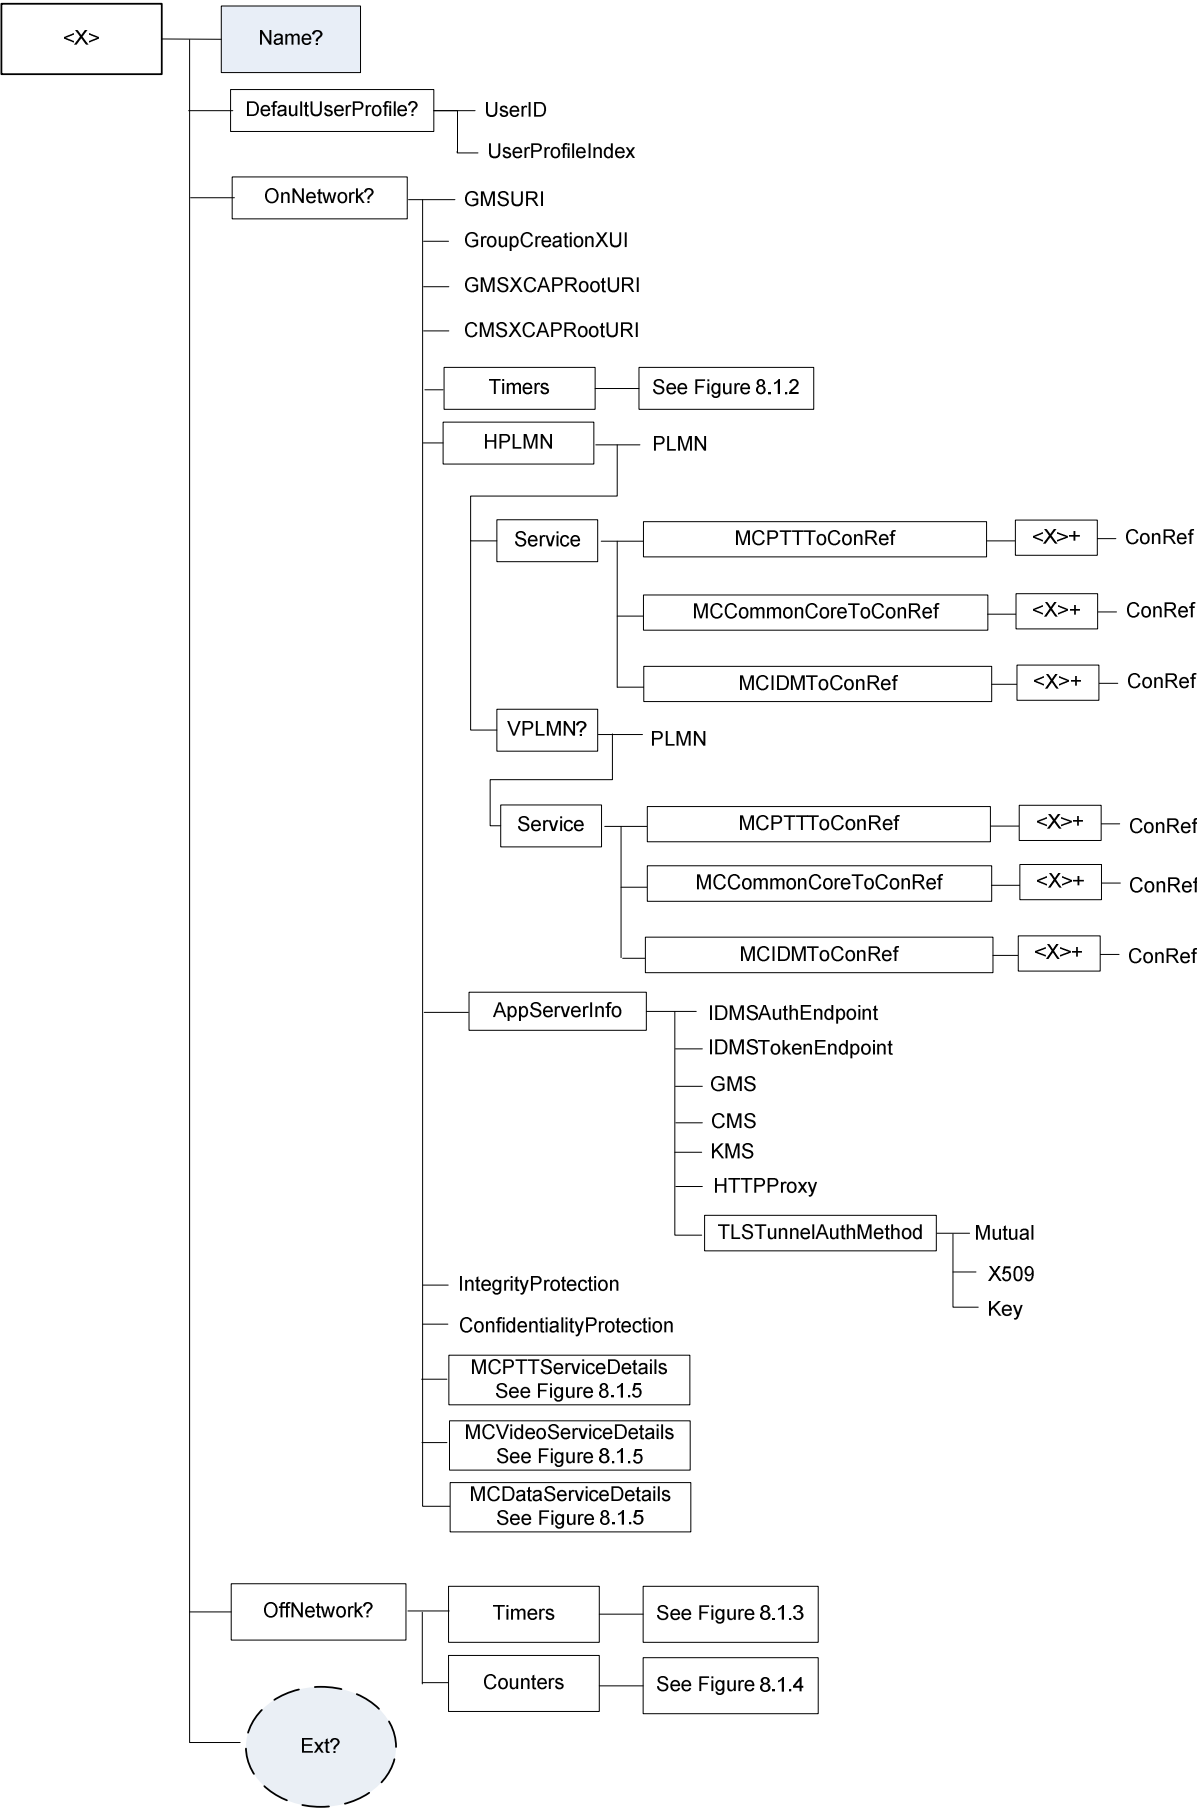 <X>
Name?
DefaultUserProfile?
UserID
UserProfileIndex
OnNetwork?
GMSURI
GroupCreationXUI
GMSXCAPRootURI
CMSXCAPRootURI
Timers
See Figure 8.1.2
HPLMN
PLMN
Service
MCPTTToConRef
<X>+
ConRef
MCCommonCoreToConRef
<X>+
ConRef
MCIDMToConRef
<X>+
ConRef
VPLMN?
PLMN
Service
MCPTTToConRef
<X>+
ConRef
MCCommonCoreToConRef
<X>+
ConRef
MCIDMToConRef
<X>+
ConRef
AppServerInfo
IDMSAuthEndpoint
IDMSTokenEndpoint
GMS
CMS
KMS
HTTPProxy
TLSTunnelAuthMethod
Mutual
X509
Key
IntegrityProtection
ConfidentialityProtection
MCPTTServiceDetails
See Figure 8.1.5
MCVideoServiceDetails
See Figure 8.1.5
MCDataServiceDetails
See Figure 8.1.5
OffNetwork?
Timers
See Figure 8.1.3
Counters
See Figure 8.1.4
Ext?